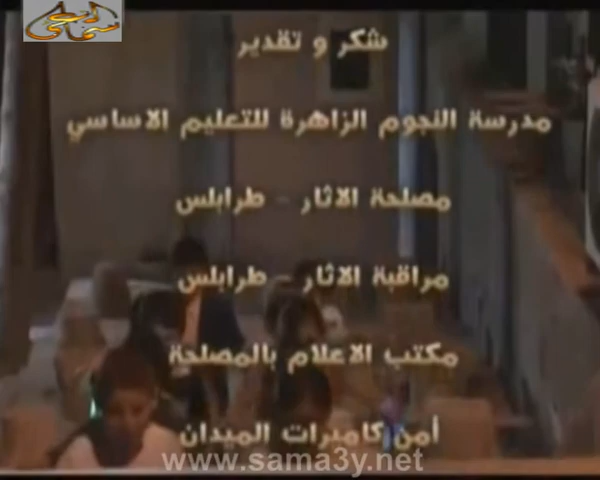 شكر و تقدير
مدرسة النجوم الزاهرة للتعليم الاساسي
مصلحة الاثار - طرابلس
مراقبة الاثار - طرابلس
مكتب الاعلام بالمصلحة
أمن كاميرات الميدان
www.sama3y.net